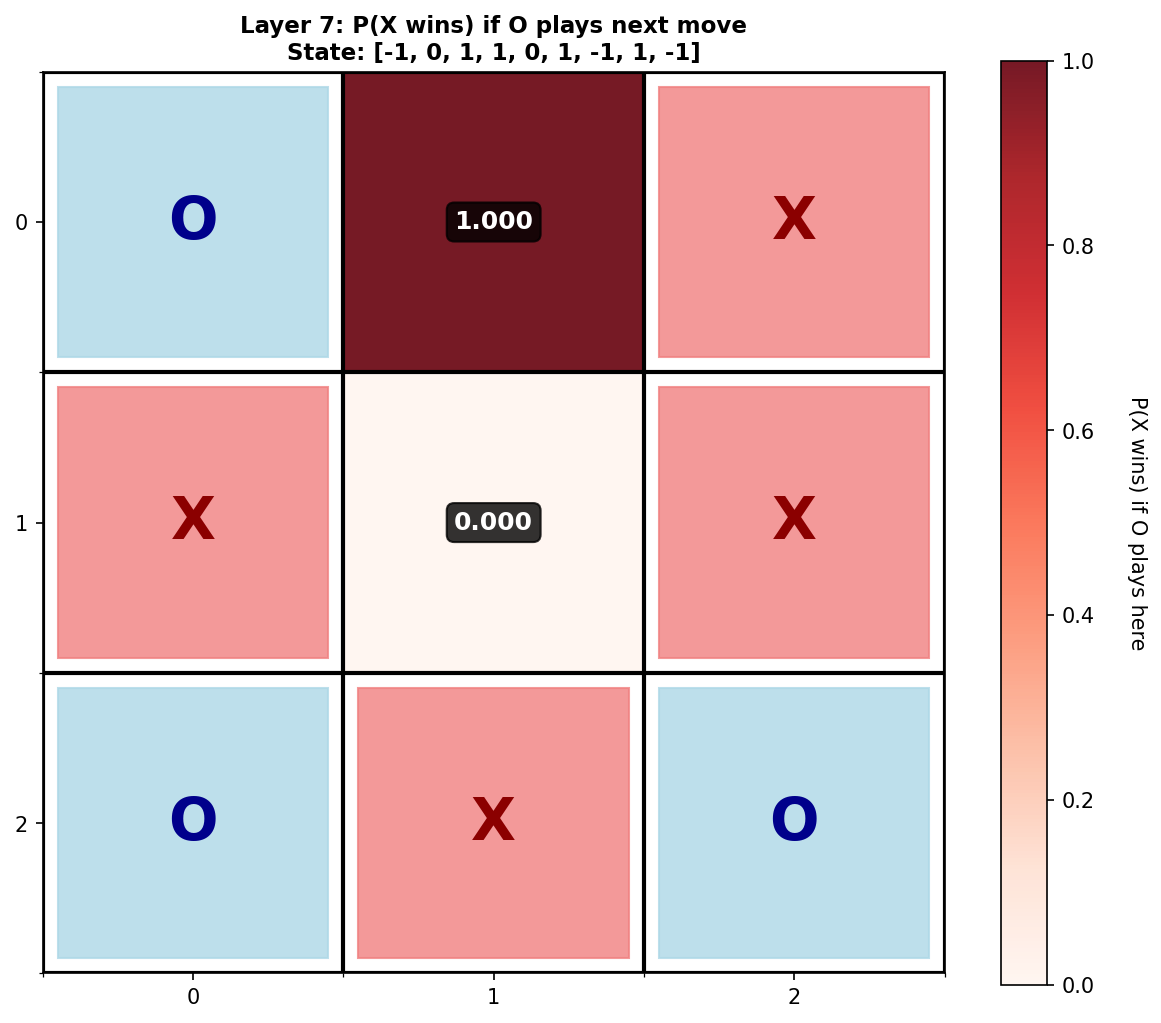 Layer 7: P(X wins) if O plays next move
State: [-1, 0, 1, 1, 0, 1, -1, 1, -1]
0
O
1.000
X
1
X
0.000
X
2
O
X
O
0
1
2
1.0
0.8
0.6
0.4
0.2
0.0
P(X wins) if O plays here